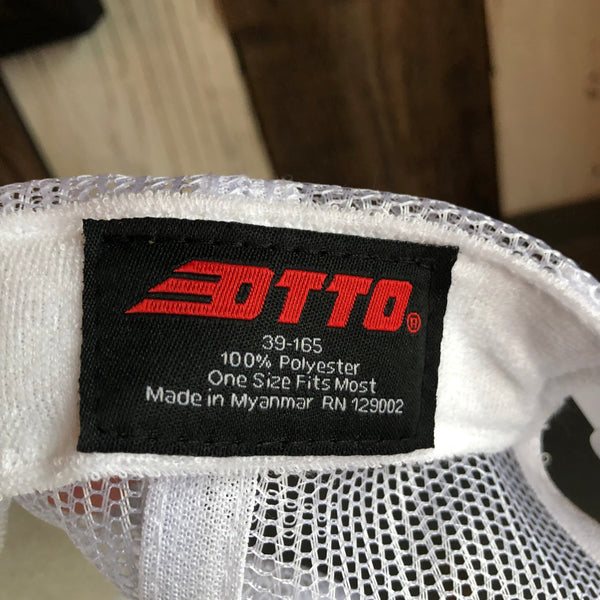 OTTO®
39-165
100% Polyester
One Size Fits Most
Made in Myanmar RN 129002